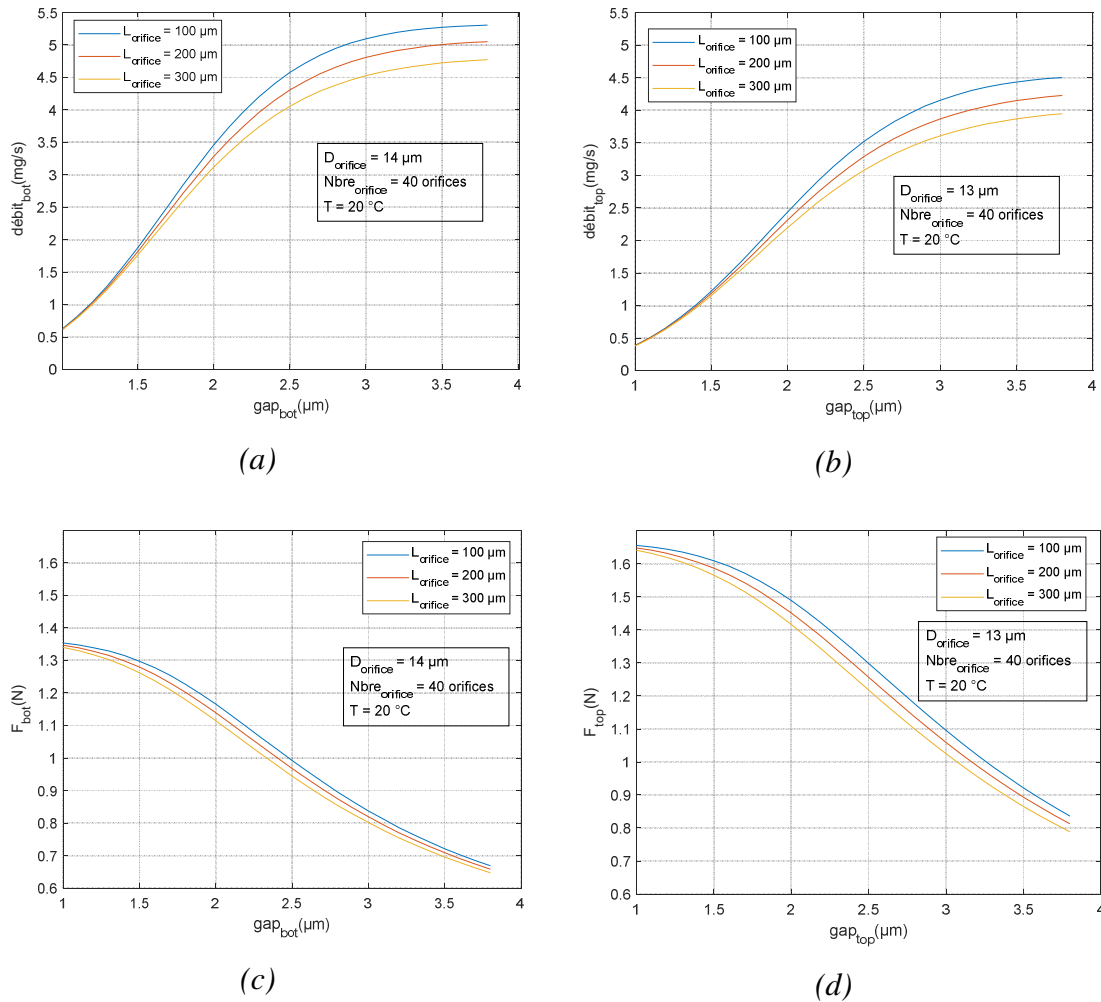 5.5
5
4.5
4
3.5
3
2.5
2
1.5
1
0.5
0
débit_bot(mg/s)
L_orifice = 100 µm
L_orifice = 200 µm
L_orifice = 300 µm
D_orifice = 14 µm
Nbre_orifice = 40 orifices
T = 20 °C
1.5 2 2.5 3 3.5 4
gap_bot(µm)
(a)
5.5
5
4.5
4
3.5
3
2.5
2
1.5
1
0.5
0
débit_top(mg/s)
L_orifice = 100 µm
L_orifice = 200 µm
L_orifice = 300 µm
D_orifice = 13 µm
Nbre_orifice = 40 orifices
T = 20 °C
1 1.5 2 2.5 3 3.5 4
gap_top(µm)
(b)
1.6
1.5
1.4
1.3
1.2
1.1
1
0.9
0.8
0.7
0.6
F_bot(N)
L_orifice = 100 µm
L_orifice = 200 µm
L_orifice = 300 µm
D_orifice = 14 µm
Nbre_orifice = 40 orifices
T = 20 °C
1 1.5 2 2.5 3 3.5 4
gap_bot(µm)
(c)
1.6
1.5
1.4
1.3
1.2
1.1
1
0.9
0.8
0.7
0.6
F_top(N)
L_orifice = 100 µm
L_orifice = 200 µm
L_orifice = 300 µm
D_orifice = 13 µm
Nbre_orifice = 40 orifices
T = 20 °C
1 1.5 2 2.5 3 3.5 4
gap_top(µm)
(d)